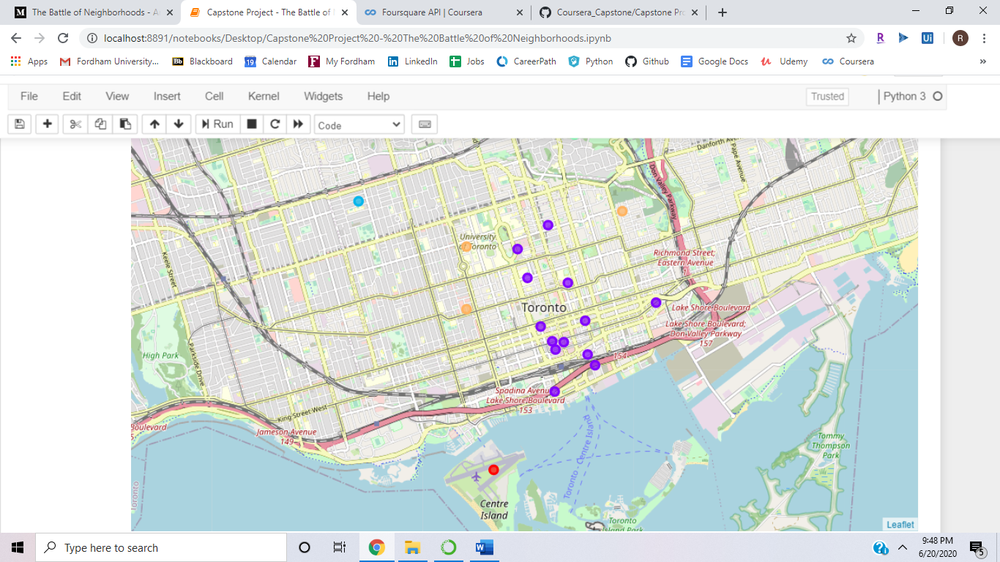 The Battle of Neighborhoods - A
Capstone Project - The Battle of
Foursquare API | Coursera
Coursera_Capstone/Capstone Pro
localhost:8891/notebooks/Desktop/Capstone%20Project%20-%20The%20Battle%20of%20Neighborhoods.ipynb
R
Ui
R
Apps
Fordham University...
Bb Blackboard
19 Calendar
My Fordham
LinkedIn
Jobs
CareerPath
Python
Github
Google Docs
Udemy
Coursera
»
File Edit View Insert Cell Kernel Widgets Help
Trusted
Python 3
Run
Code
Danforth Av
Pape Avenue
Don Valley Parkway
University
of Toronto
Keele Street
Richmond Street;
Eastern Avenue
1
Toronto
Lake Shore Boulevard
Lake Shore Boulevard;
Don Valley Parkway
157
High Park
Parkside Drive
154
Spadina Avenue
Lake Shore Boulevard
153
King Street West
Boulevard
Jameson Avenue
149
Toronto - Centre Island
Tommy
Thompson
Park
Toronto
Centre
Island
Toronto
Island Park
Leaflet
Type here to search
9:48 PM
6/20/2020
5